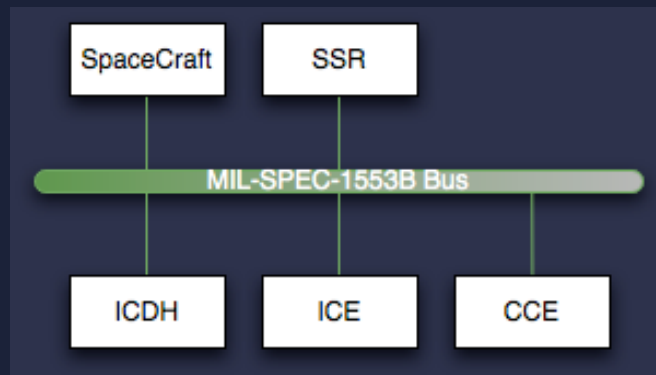 SpaceCraft
SSR
MIL-SPEC-1553B Bus
ICDH
ICE
CCE